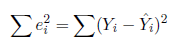 ∑ e_i^2 = ∑(Y_i − Ŷ_i)^2